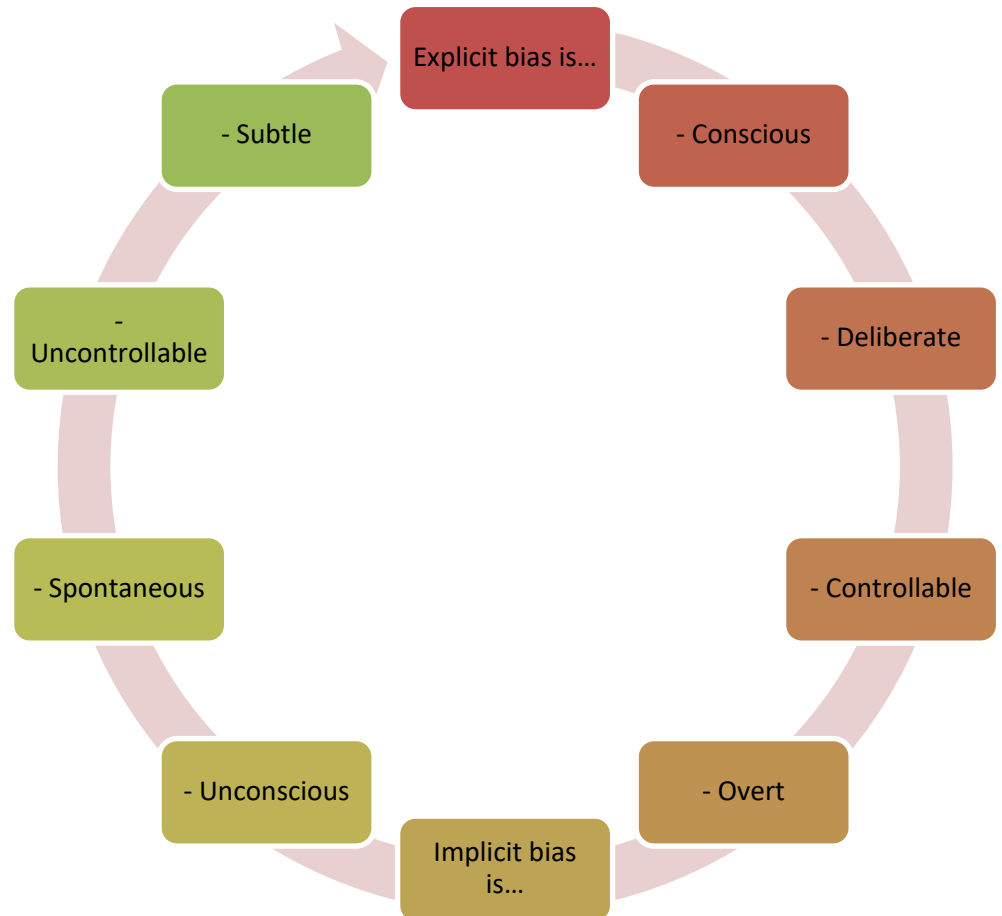 Explicit bias is...
- Conscious
- Deliberate
- Controllable
- Overt
Implicit bias
is...
- Unconscious
- Spontaneous
-
Uncontrollable
- Subtle